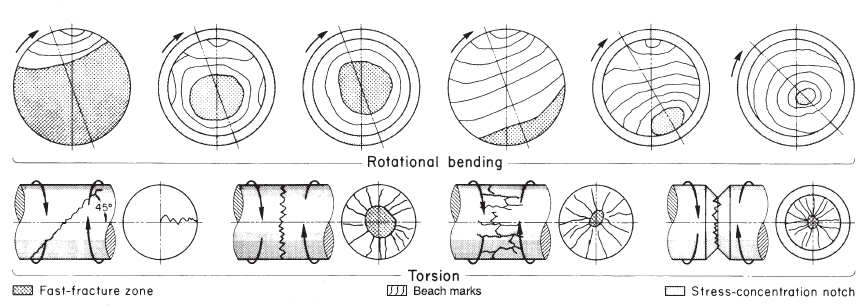 Rotational bending
45°
Torsion
Fast-fracture zone
Beach marks
Stress-concentration notch